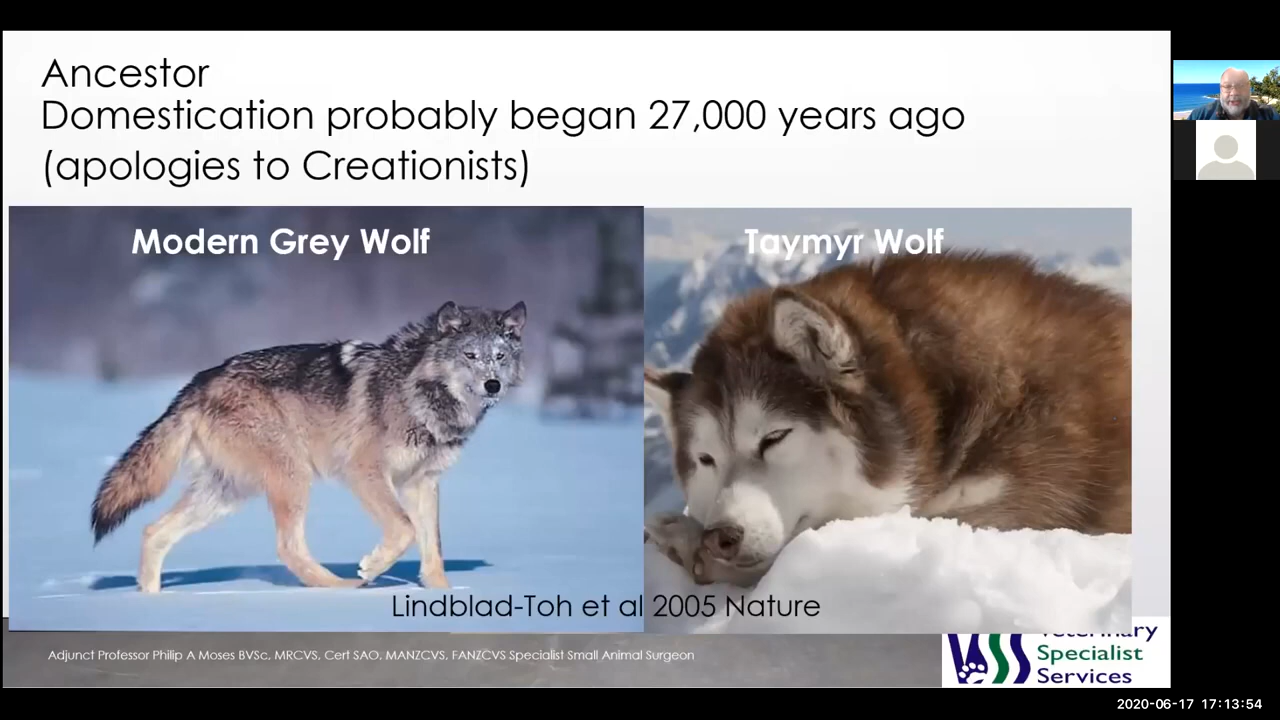 Ancestor
Domestication probably began 27,000 years ago
(apologies to Creationists)
Modern Grey Wolf
Taymyr Wolf
Lindblad-Toh et al 2005 Nature
Adjunct Professor Philip A Moses BVSc, MRCVS, Cert SAO, MANZCVS, FANZCVS Specialist Small Animal Surgeon
VSS
Veterinary
Specialist
Services
2020-06-17 17:13:54